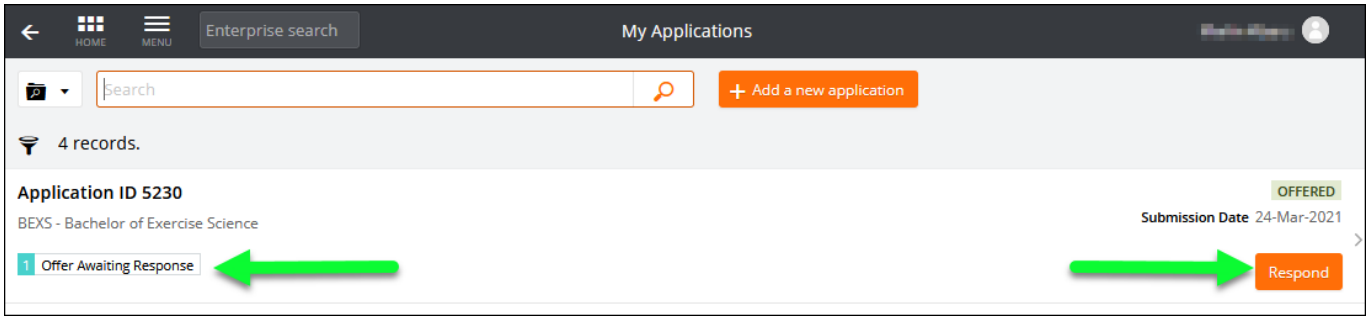 HOME
MENU
Enterprise search
My Applications
Search
Add a new application
4 records.
Application ID 5230
OFFERED
BEXS - Bachelor of Exercise Science
Submission Date 24-Mar-2021
1 Offer Awaiting Response
Respond